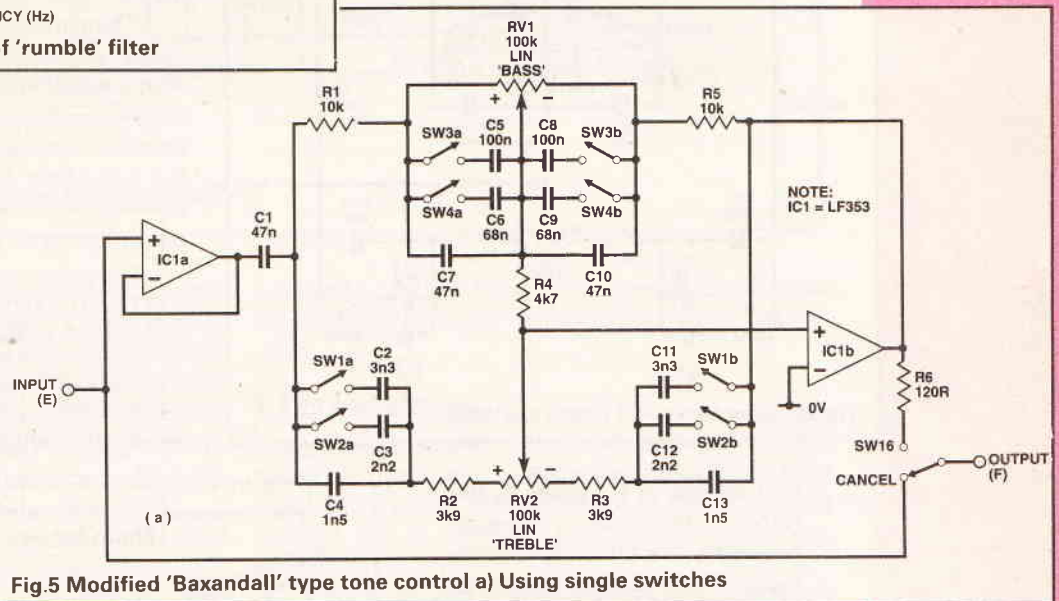 CY (Hz)
f 'rumble' filter
RV1
100k
LIN
'BASS'
+ −
R1
10k
R5
10k
SW3a
C5
100n
C8
100n
SW3b
SW4a
C6
68n
C9
68n
SW4b
C7
47n
C10
47n
R4
4k7
NOTE:
IC1 = LF353
C1
47n
+
IC1a
−
INPUT
(E)
SW1a
C2
3n3
SW2a
C3
2n2
C4
1n5
( a )
R2
3k9
+ −
RV2
100k
LIN
'TREBLE'
R3
3k9
C11
3n3
SW1b
C12
2n2
SW2b
C13
1n5
+
IC1b
−
0V
R6
120R
SW16
CANCEL
OUTPUT
(F)
Fig.5 Modified 'Baxandall' type tone control a) Using single switches